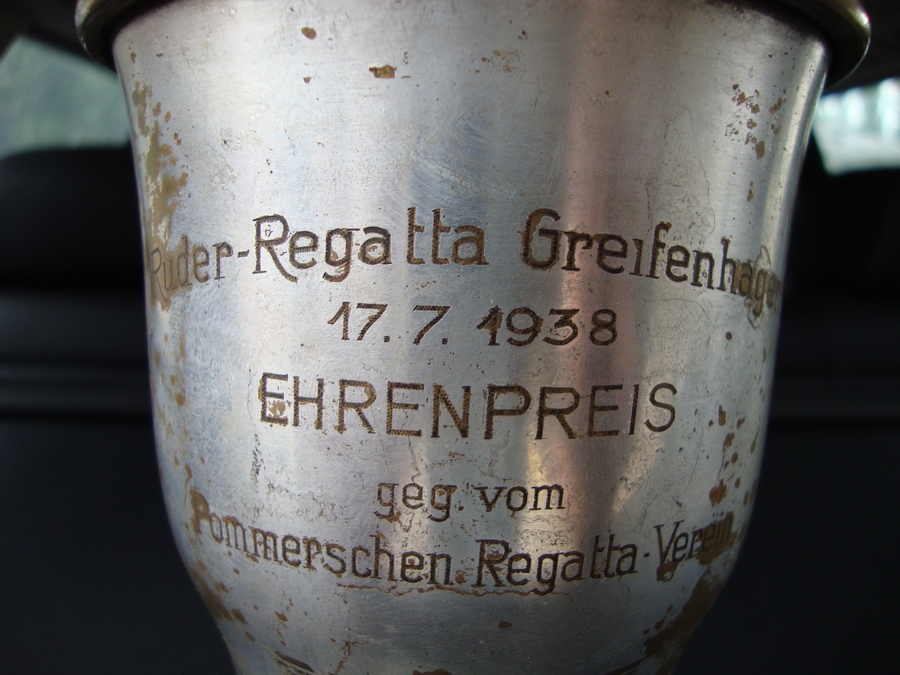 Ruder-Regatta Greifenhagen
17.7.1938
EHRENPREIS
geg. vom
Pommerschen Regatta-Verein